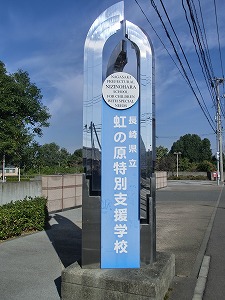 NAGASAKI
PREFECTURAL
NIZINOHARA
SCHOOL
FOR CHILDREN
WITH SPECIAL
NEEDS
長崎県立
虹の原特別支援学校